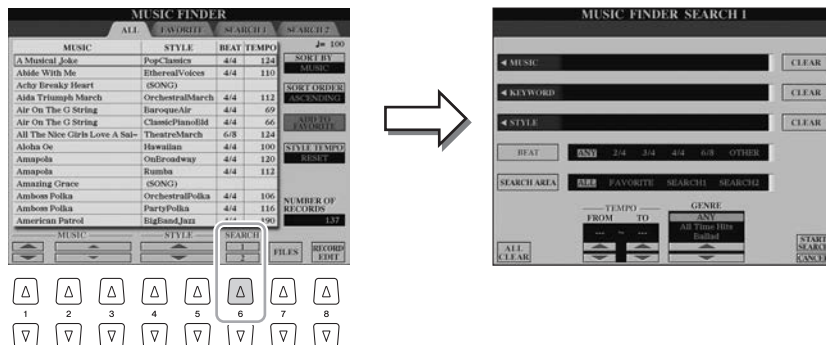 MUSIC FINDER
ALL FAVORITE SEARCH 1 SEARCH 2
MUSIC STYLE BEAT TEMPO
♩= 100
A Musical Joke PopClassics 4/4 124
Abide With Me EtherealVoices 4/4 110
Achy Breaky Heart (SONG)
Aida Triumph March OrchestralMarch 4/4 112
Air On The G String BaroqueAir 4/4 69
Air On The G String ClassicPianoBld 4/4 66
All The Nice Girls Love A Sai~ TheatreMarch 6/8 124
Aloha Oe Hawaiian 4/4 100
Amapola OnBroadway 4/4 120
Amapola Rumba 4/4 112
Amazing Grace (SONG)
Amboss Polka OrchestralPolka 4/4 106
Amboss Polka PartyPolka 4/4 116
American Patrol BigBandJazz 4/4 190
SORT BY
MUSIC
SORT ORDER
ASCENDING
ADD TO
FAVORITE
STYLE TEMPO
RESET
NUMBER OF
RECORDS
137
MUSIC STYLE SEARCH
1
2
FILES
RECORD
EDIT
1 2 3 4 5 6 7 8
MUSIC FINDER SEARCH 1
MUSIC CLEAR
KEYWORD CLEAR
STYLE CLEAR
BEAT ANY 2/4 3/4 4/4 6/8 OTHER
SEARCH AREA ALL FAVORITE SEARCH1 SEARCH2
TEMPO
FROM TO
--- ~ ---
GENRE
ANY
All Time Hits
Ballad
ALL
CLEAR
START
SEARCH
CANCEL